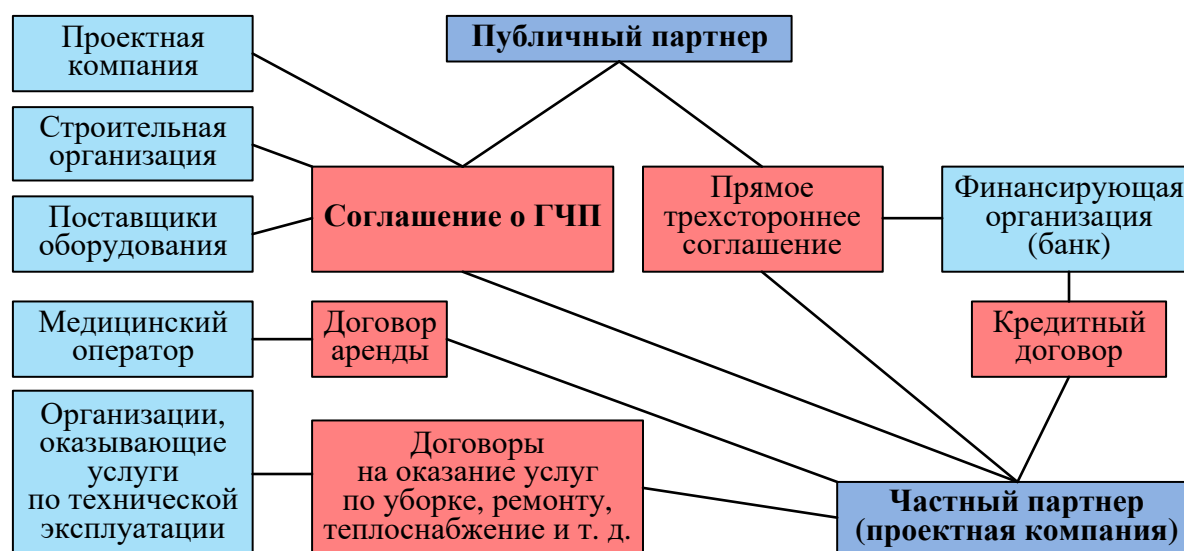 Проектная
компания
Публичный партнер
Строительная
организация
Поставщики
оборудования
Соглашение о ГЧП
Прямое
трехстороннее
соглашение
Финансирующая
организация
(банк)
Медицинский
оператор
Договор
аренды
Кредитный
договор
Организации,
оказывающие
услуги
по технической
эксплуатации
Договоры
на оказание услуг
по уборке, ремонту,
теплоснабжение и т. д.
Частный партнер
(проектная компания)